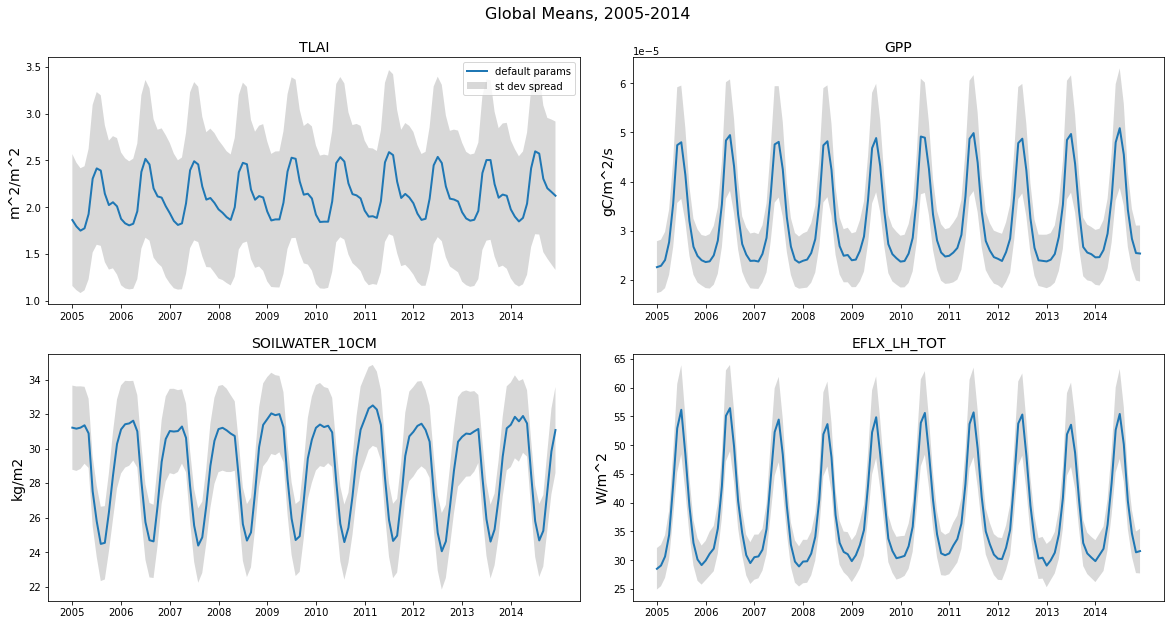 Global Means, 2005-2014
TLAI
m^2/m^2
3.5
3.0
2.5
2.0
1.5
1.0
default params
st dev spread
2005 2006 2007 2008 2009 2010 2011 2012 2013 2014
GPP
1e−5
gC/m^2/s
6
5
4
3
2
2005 2006 2007 2008 2009 2010 2011 2012 2013 2014
SOILWATER_10CM
kg/m2
34
32
30
28
26
24
22
2005 2006 2007 2008 2009 2010 2011 2012 2013 2014
EFLX_LH_TOT
W/m^2
65
60
55
50
45
40
35
30
25
2005 2006 2007 2008 2009 2010 2011 2012 2013 2014